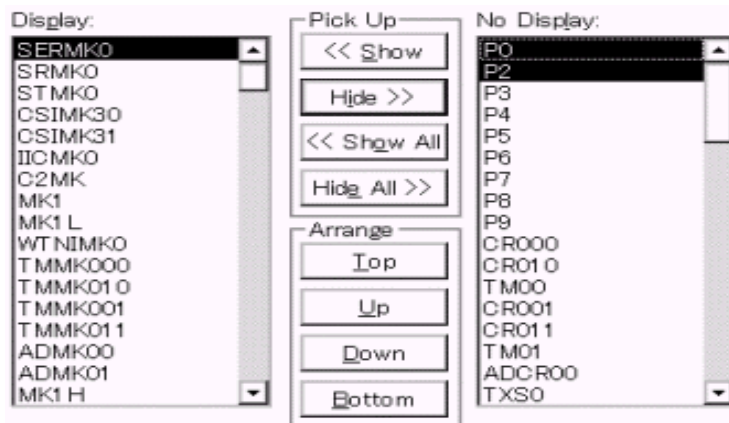 Display:
SERMK0
SRMK0
STMK0
CSIMK30
CSIMK31
IICMK0
C2MK
MK1
MK1L
WTNIMK0
TMMK000
TMMK010
TMMK001
TMMK011
ADMK00
ADMK01
MK1H
Pick Up
<< Show
Hide >>
<< Show All
Hide All >>
Arrange
Top
Up
Down
Bottom
No Display:
P0
P2
P3
P4
P5
P6
P7
P8
P9
CR000
CR010
TM00
CR001
CR011
TM01
ADCR00
TXS0